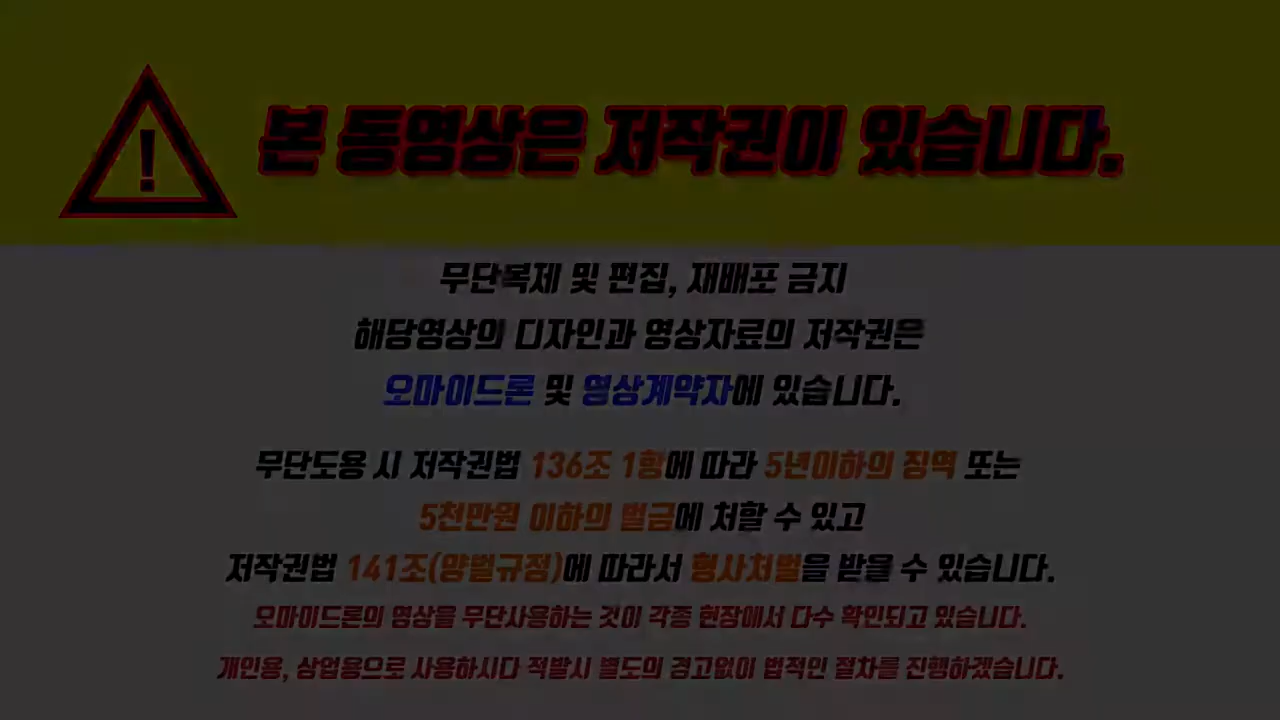 본 동영상은 저작권이 있습니다.
무단복제 및 편집, 재배포 금지
해당영상의 디자인과 영상자료의 저작권은
오마이드론 및 영상계약자에 있습니다.
무단도용 시 저작권법 136조 1항에 따라 5년이하의 징역 또는
5천만원 이하의 벌금에 처할 수 있고
저작권법 141조(양벌규정)에 따라서 형사처벌을 받을 수 있습니다.
오마이드론의 영상을 무단사용하는 것이 각종 현장에서 다수 확인되고 있습니다.
개인용, 상업용으로 사용하시다 적발시 별도의 경고없이 법적인 절차를 진행하겠습니다.